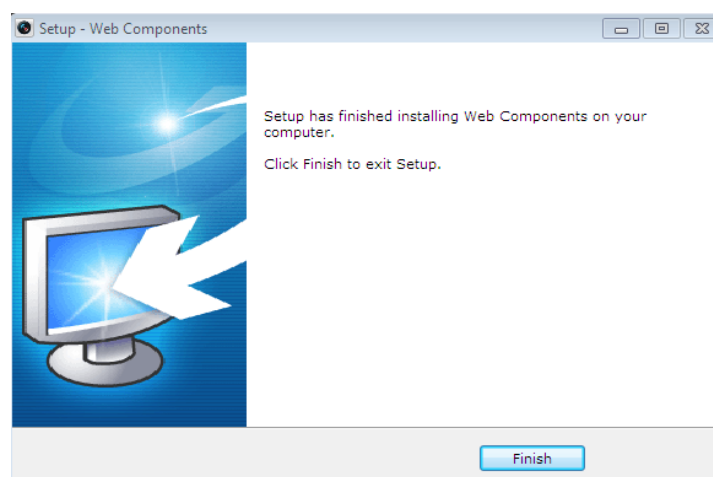 Setup - Web Components
Setup has finished installing Web Components on your
computer.
Click Finish to exit Setup.
Finish